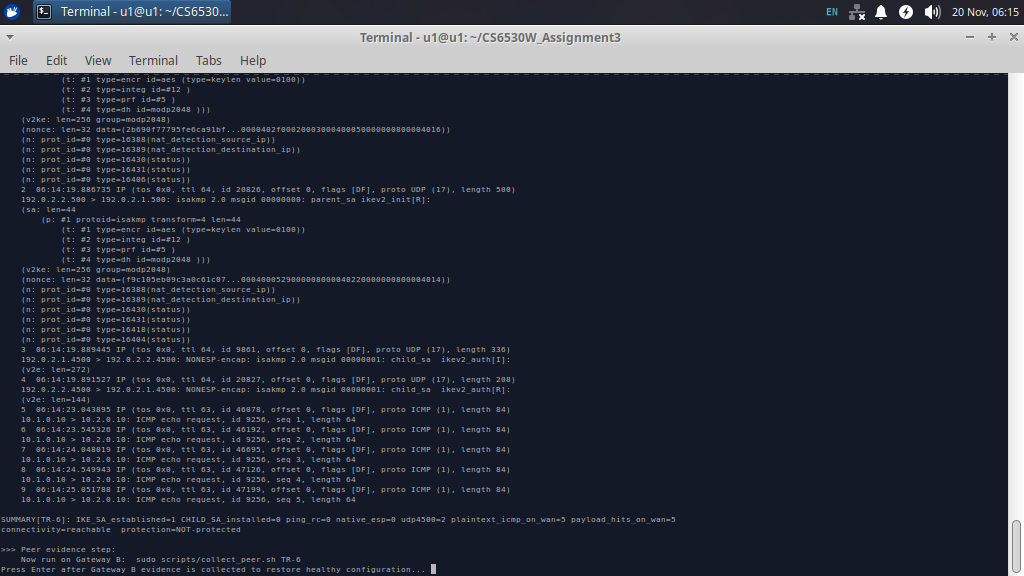 Terminal - u1@u1: ~/CS6530...
EN
20 Nov, 06:15
Terminal - u1@u1: ~/CS6530W_Assignment3
File Edit View Terminal Tabs Help
(t: #1 type=encr id=aes (type=keylen value=0100))
(t: #2 type=integ id=#12 )
(t: #3 type=prf id=#5 )
(t: #4 type=dh id=modp2048 )))
(v2ke: len=256 group=modp2048)
(nonce: len=32 data=(2b690f77795fe6ca91bf...0000402f00020003000400050000000800004016))
(n: prot_id=#0 type=16388(nat_detection_source_ip))
(n: prot_id=#0 type=16389(nat_detection_destination_ip))
(n: prot_id=#0 type=16430(status))
(n: prot_id=#0 type=16431(status))
(n: prot_id=#0 type=16406(status))
2 06:14:19.886735 IP (tos 0x0, ttl 64, id 20826, offset 0, flags [DF], proto UDP (17), length 500)
192.0.2.2.500 > 192.0.2.1.500: isakmp 2.0 msgid 00000000: parent_sa ikev2_init[R]:
(sa: len=44
(p: #1 protoid=isakmp transform=4 len=44
(t: #1 type=encr id=aes (type=keylen value=0100))
(t: #2 type=integ id=#12 )
(t: #3 type=prf id=#5 )
(t: #4 type=dh id=modp2048 )))
(v2ke: len=256 group=modp2048)
(nonce: len=32 data=(f9c105eb09c3a0c61c07...0004000529000008000040220000000800004014))
(n: prot_id=#0 type=16388(nat_detection_source_ip))
(n: prot_id=#0 type=16389(nat_detection_destination_ip))
(n: prot_id=#0 type=16430(status))
(n: prot_id=#0 type=16431(status))
(n: prot_id=#0 type=16418(status))
(n: prot_id=#0 type=16404(status))
3 06:14:19.889445 IP (tos 0x0, ttl 64, id 9861, offset 0, flags [DF], proto UDP (17), length 336)
192.0.2.1.4500 > 192.0.2.2.4500: NONESP-encap: isakmp 2.0 msgid 00000001: child_sa ikev2_auth[I]:
(v2e: len=272)
4 06:14:19.891527 IP (tos 0x0, ttl 64, id 20827, offset 0, flags [DF], proto UDP (17), length 208)
192.0.2.2.4500 > 192.0.2.1.4500: NONESP-encap: isakmp 2.0 msgid 00000001: child_sa ikev2_auth[R]:
(v2e: len=144)
5 06:14:23.043895 IP (tos 0x0, ttl 63, id 46078, offset 0, flags [DF], proto ICMP (1), length 84)
10.1.0.10 > 10.2.0.10: ICMP echo request, id 9256, seq 1, length 64
6 06:14:23.545326 IP (tos 0x0, ttl 63, id 46192, offset 0, flags [DF], proto ICMP (1), length 84)
10.1.0.10 > 10.2.0.10: ICMP echo request, id 9256, seq 2, length 64
7 06:14:24.048019 IP (tos 0x0, ttl 63, id 46695, offset 0, flags [DF], proto ICMP (1), length 84)
10.1.0.10 > 10.2.0.10: ICMP echo request, id 9256, seq 3, length 64
8 06:14:24.549943 IP (tos 0x0, ttl 63, id 47126, offset 0, flags [DF], proto ICMP (1), length 84)
10.1.0.10 > 10.2.0.10: ICMP echo request, id 9256, seq 4, length 64
9 06:14:25.051788 IP (tos 0x0, ttl 63, id 47199, offset 0, flags [DF], proto ICMP (1), length 84)
10.1.0.10 > 10.2.0.10: ICMP echo request, id 9256, seq 5, length 64
SUMMARY[TR-6]: IKE_SA_established=1 CHILD_SA_installed=0 ping_rc=0 native_esp=0 udp4500=2 plaintext_icmp_on_wan=5 payload_hits_on_wan=5
connectivity=reachable protection=NOT-protected
>>> Peer evidence step:
Now run on Gateway B: sudo scripts/collect_peer.sh TR-6
Press Enter after Gateway B evidence is collected to restore healthy configuration...